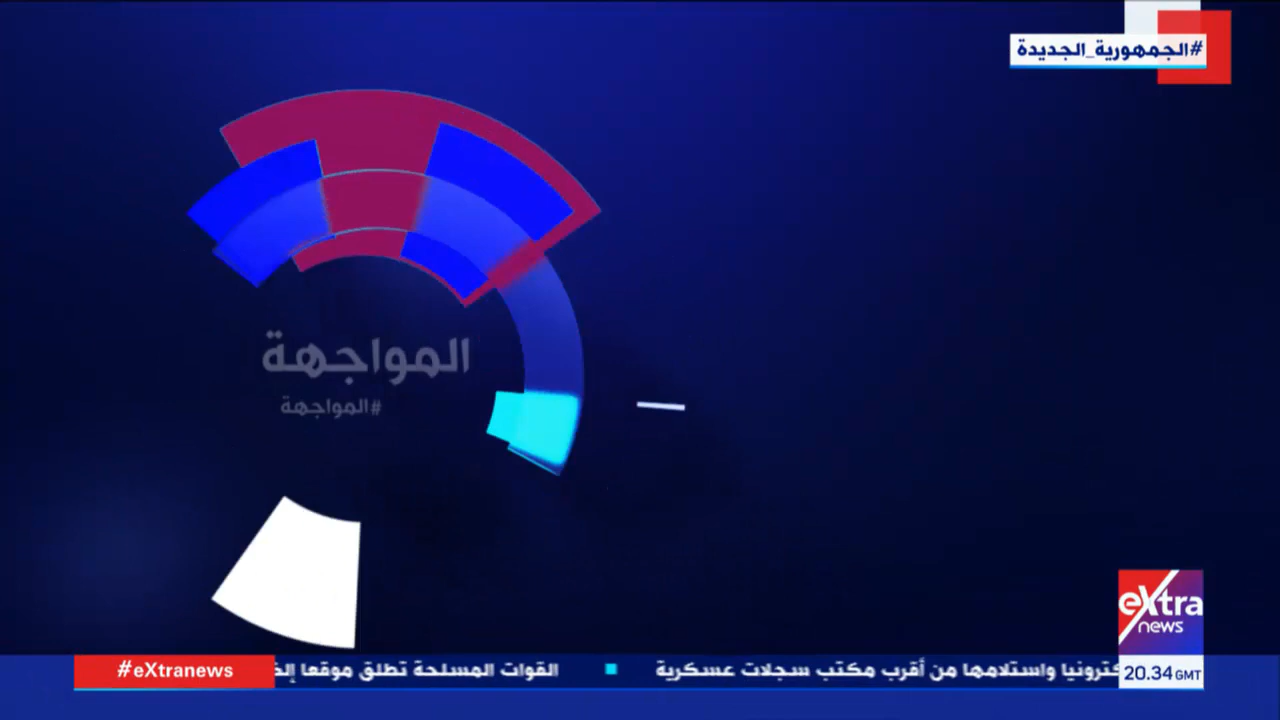 #الجمهورية_الجديدة
المواجهة
#المواجهة
eXtra
news
واستلامها من أقرب مكتب سجلات عسكرية ■ القوات المسلحة تطلق موقعا
#eXtranews
20.34 GMT